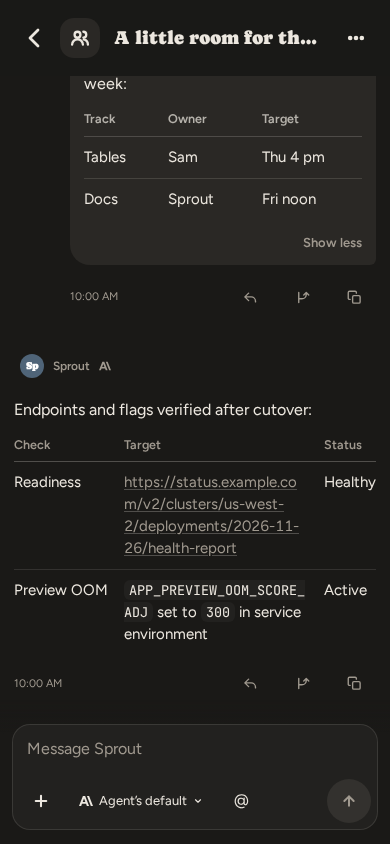 A little room for th...
week:
Track Owner Target
Tables Sam Thu 4 pm
Docs Sprout Fri noon
Show less
10:00 AM
Sp Sprout
Endpoints and flags verified after cutover:
Check Target Status
Readiness https://status.example.co Healthy
m/v2/clusters/us-west-
2/deployments/2026-11-
26/health-report
Preview OOM APP_PREVIEW_OOM_SCORE_ Active
ADJ set to 300 in service
environment
10:00 AM
Message Sprout
Agent's default @